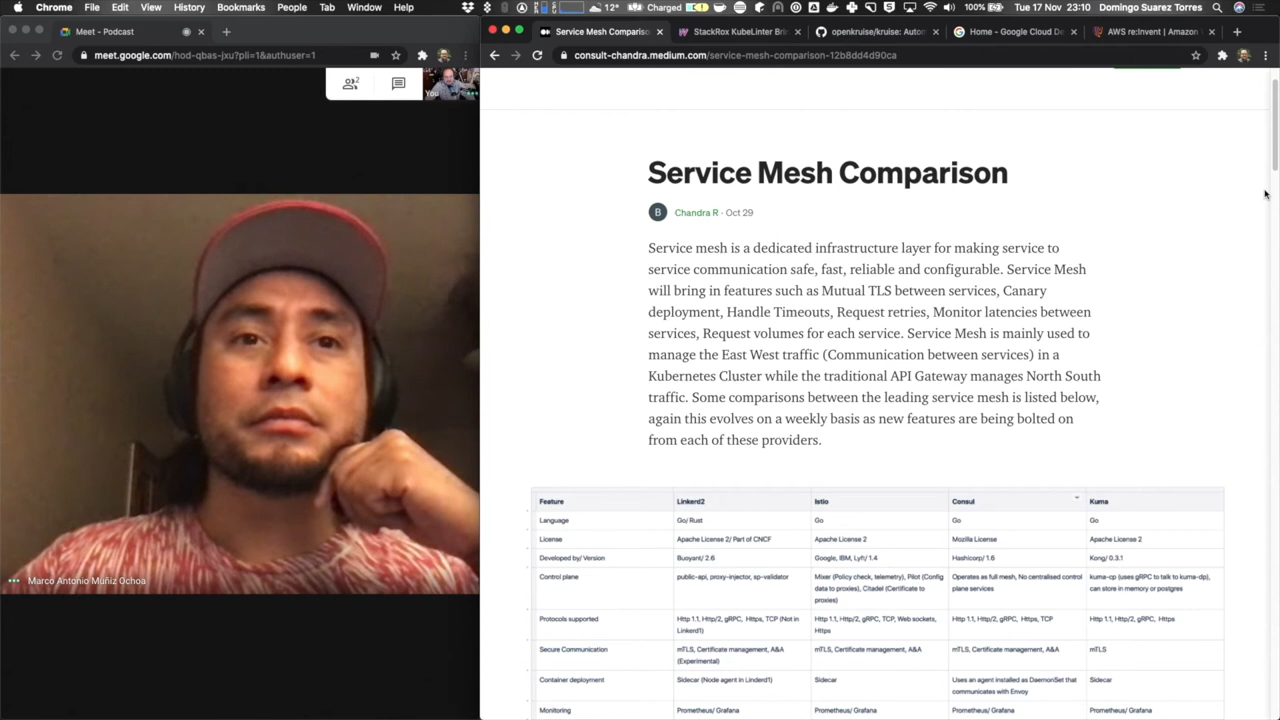 Chrome File Edit View History Bookmarks People Tab Window Help
12° 100% Tue 17 Nov 23:10 Domingo Suarez Torres
Meet - Podcast
meet.google.com/hod-qbas-jxu?pli=1&authuser=1
2
You
Marco Antonio Muñiz Ochoa
Service Mesh Compariso
StackRox KubeLinter Bri
openkruise/kruise: Autom
Home - Google Cloud De
AWS re:Invent | Amazon
consult-chandra.medium.com/service-mesh-comparison-12b8dd4d90ca
Service Mesh Comparison
B Chandra R · Oct 29
Service mesh is a dedicated infrastructure layer for making service to
service communication safe, fast, reliable and configurable. Service Mesh
will bring in features such as Mutual TLS between services, Canary
deployment, Handle Timeouts, Request retries, Monitor latencies between
services, Request volumes for each service. Service Mesh is mainly used to
manage the East West traffic (Communication between services) in a
Kubernetes Cluster while the traditional API Gateway manages North South
traffic. Some comparisons between the leading service mesh is listed below,
again this evolves on a weekly basis as new features are being bolted on
from each of these providers.
Feature Linkerd2 Istio Consul Kuma
Language Go/ Rust Go Go Go
License Apache License 2/ Part of CNCF Apache License 2 Mozilla License Apache License 2
Developed by/ Version Buoyant/ 2.6 Google, IBM, Lyft/ 1.4 Hashicorp/ 1.6 Kong/ 0.3.1
Control plane public-api, proxy-injector, sp-validator Mixer (Policy check, telemetry), Pilot (Config Operates as full mesh, No centralised control kuma-cp (uses gRPC to talk to kuma-dp),
data to proxies), Citadel (Certificate to plane services can store in memory or postgres
proxies)
Protocols supported Http 1.1, Http/2, gRPC, Https, TCP (Not in Http 1.1, Http/2, gRPC, TCP, Web sockets, Http 1.1, Http/2, gRPC, Https, TCP Http 1.1, Http/2, gRPC, Https
Linkerd1) Https
Secure Communication mTLS, Certificate management, A&A mTLS, Certificate management, A&A mTLS, Certificate management, A&A mTLS
(Experimental)
Container deployment Sidecar (Node agent in Linderd1) Sidecar Uses an agent installed as DaemonSet that Sidecar
communicates with Envoy
Monitoring Prometheus/ Grafana Prometheus/ Grafana Prometheus/ Grafana Prometheus/ Grafana